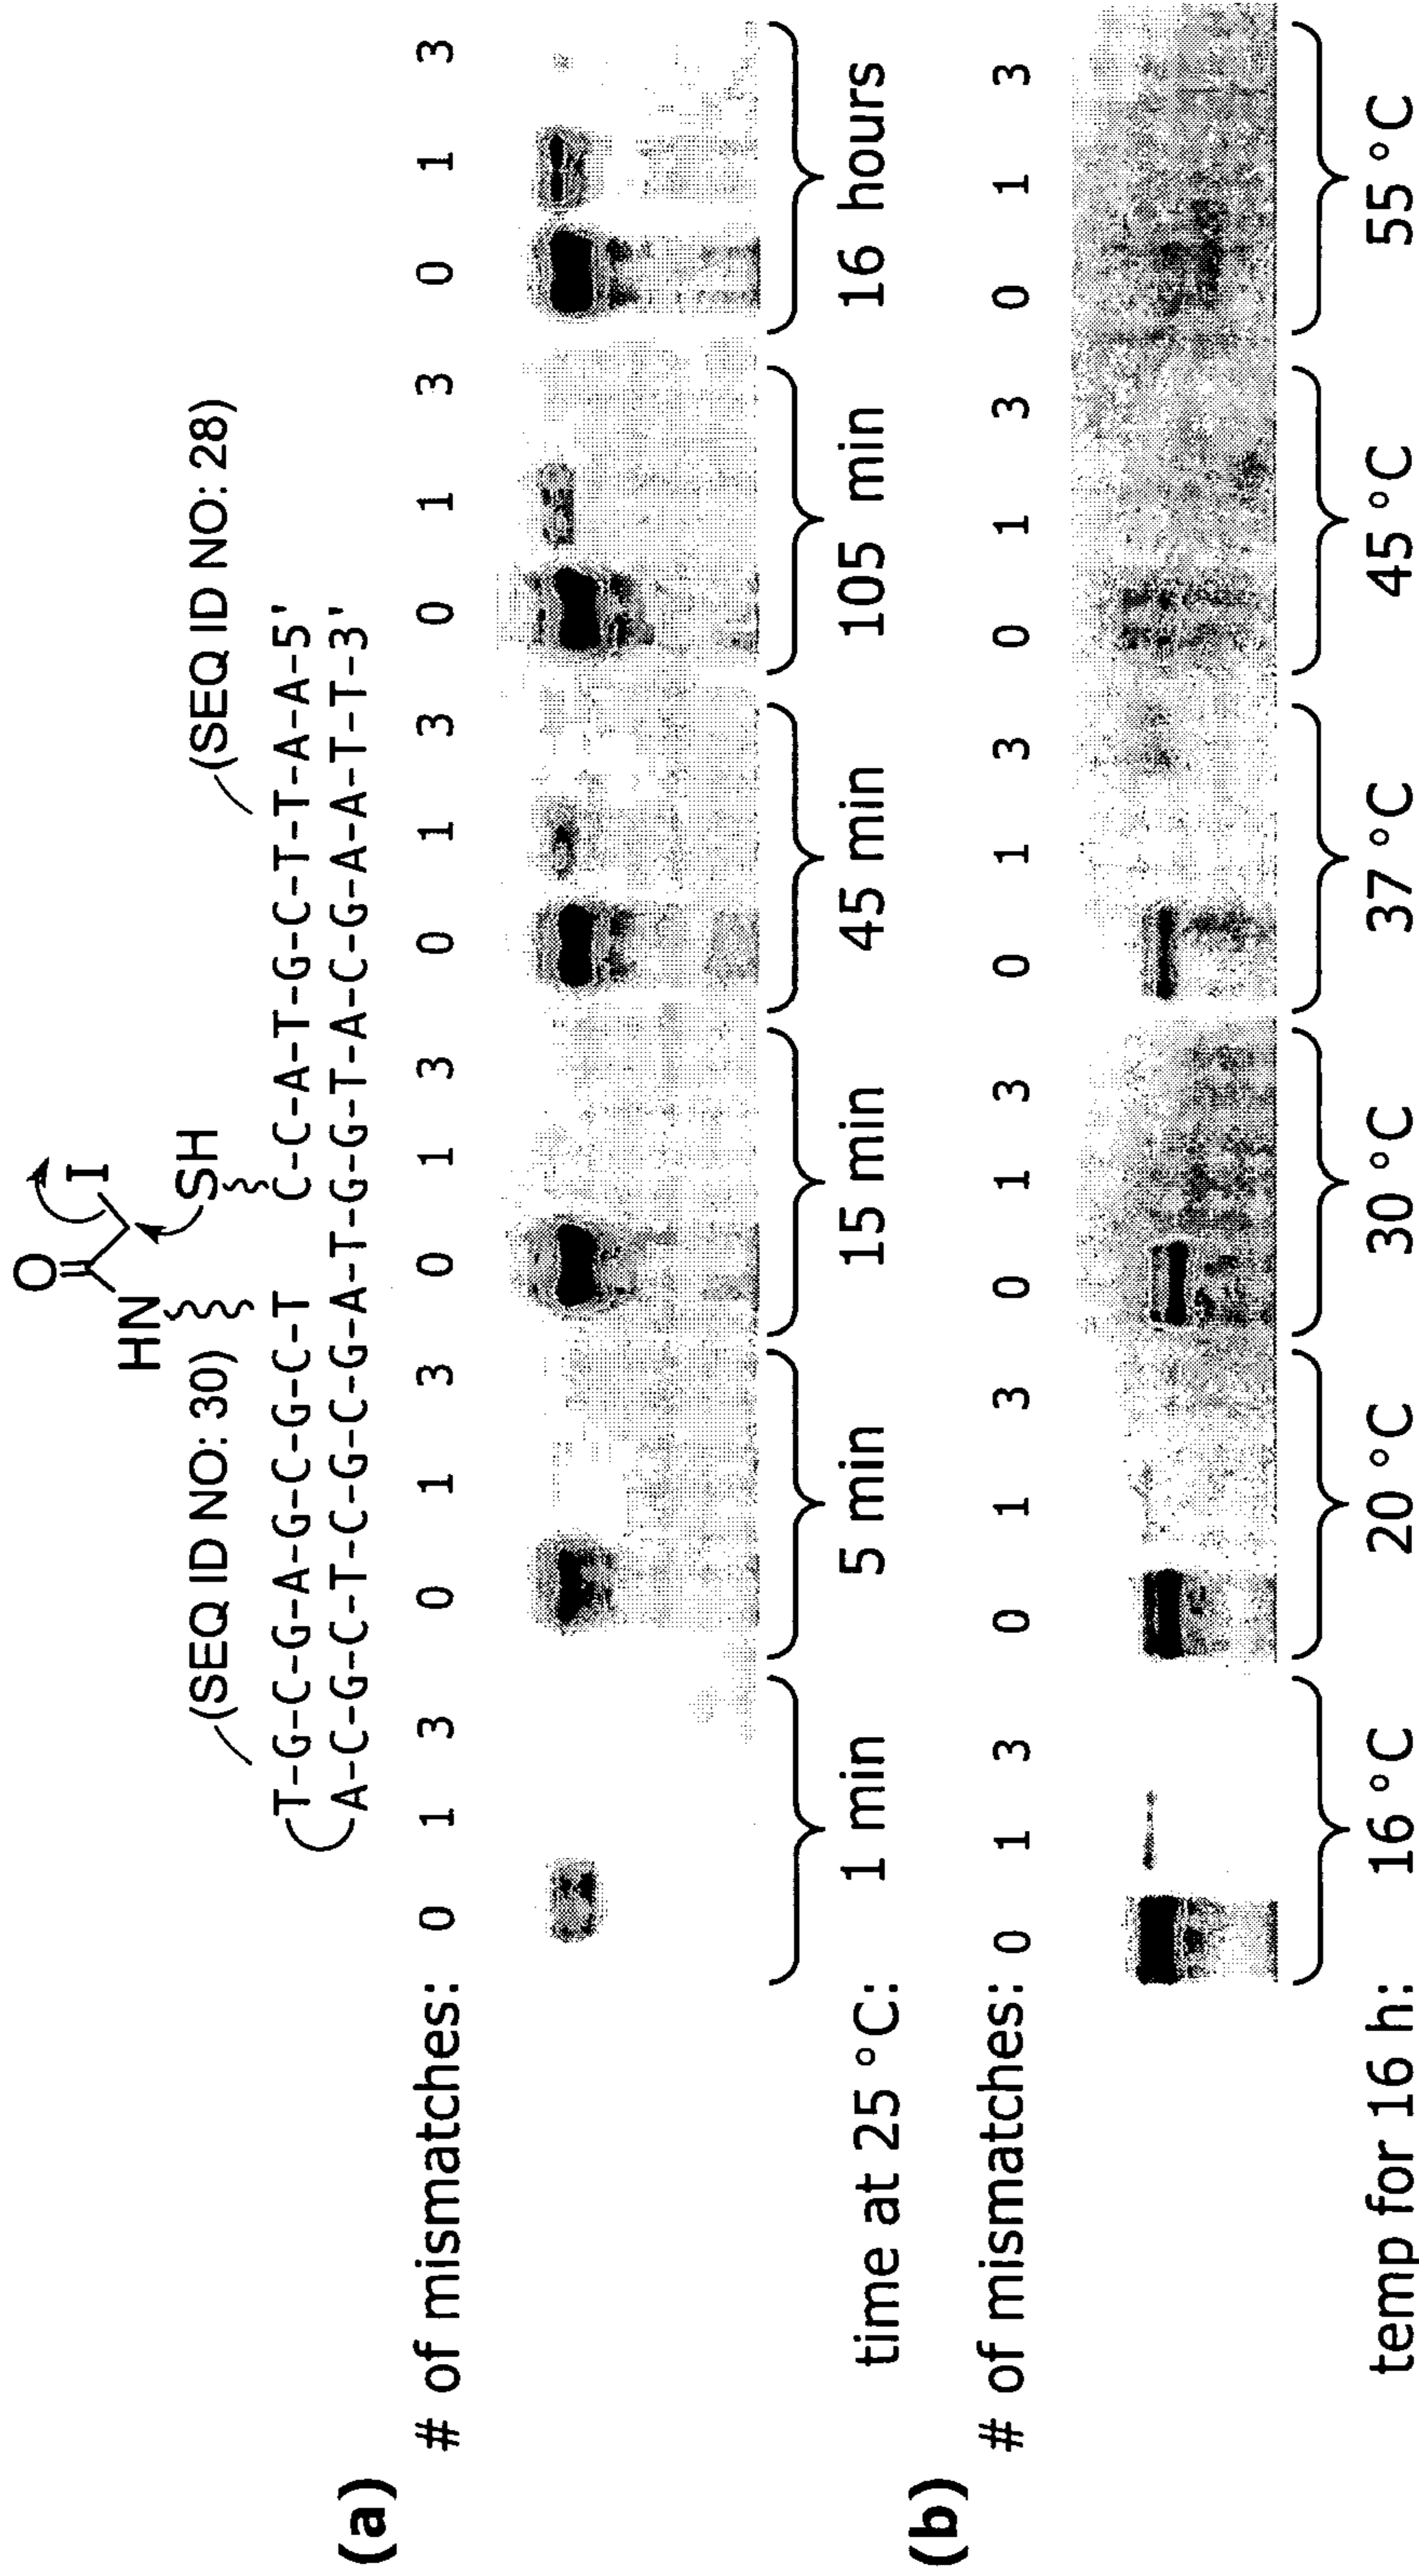 O
HN I
SH
(SEQ ID NO: 30) (SEQ ID NO: 28)
T-G-C-G-A-G-C-G-C-T C-C-A-T-G-C-T-T-A-A-5'
A-C-G-C-T-C-G-C-G-A-T-G-G-T-A-C-G-A-A-T-T-3'
(a)
# of mismatches: 0 1 3 0 1 3 0 1 3 0 1 3 0 1 3 0 1 3
time at 25 °C: 1 min 5 min 15 min 45 min 105 min 16 hours
(b)
# of mismatches: 0 1 3 0 1 3 0 1 3 0 1 3 0 1 3 0 1 3
temp for 16 h: 16 °C 20 °C 30 °C 37 °C 45 °C 55 °C